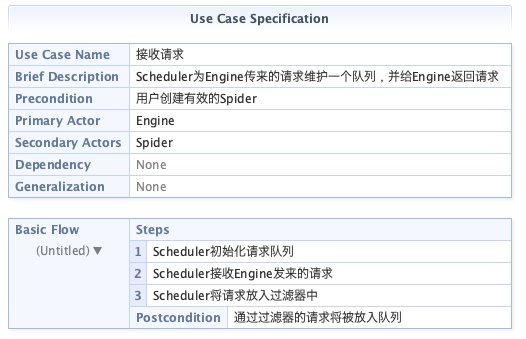 Use Case Specification
Use Case Name 接收请求
Brief Description Scheduler为Engine传来的请求维护一个队列，并给Engine返回请求
Precondition 用户创建有效的Spider
Primary Actor Engine
Secondary Actors Spider
Dependency None
Generalization None
Basic Flow Steps
(Untitled) ▼
1 Scheduler初始化请求队列
2 Scheduler接收Engine发来的请求
3 Scheduler将请求放入过滤器中
Postcondition 通过过滤器的请求将被放入队列